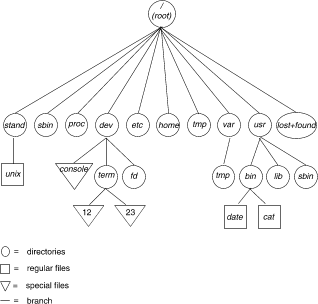 /
(root)
stand sbin proc dev etc home tmp var usr lost+found
unix console term fd tmp bin lib sbin
12 23 date cat
= directories
= regular files
= special files
= branch